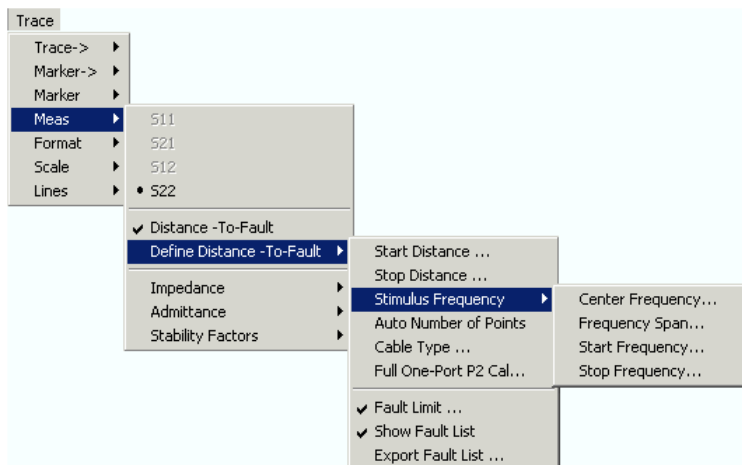 Trace
Trace->
Marker->
Marker
Meas
Format
Scale
Lines
S11
S21
S12
S22
Distance -To-Fault
Define Distance -To-Fault
Impedance
Admittance
Stability Factors
Start Distance ...
Stop Distance ...
Stimulus Frequency
Auto Number of Points
Cable Type ...
Full One-Port P2 Cal...
Fault Limit ...
Show Fault List
Export Fault List ...
Center Frequency...
Frequency Span...
Start Frequency...
Stop Frequency...